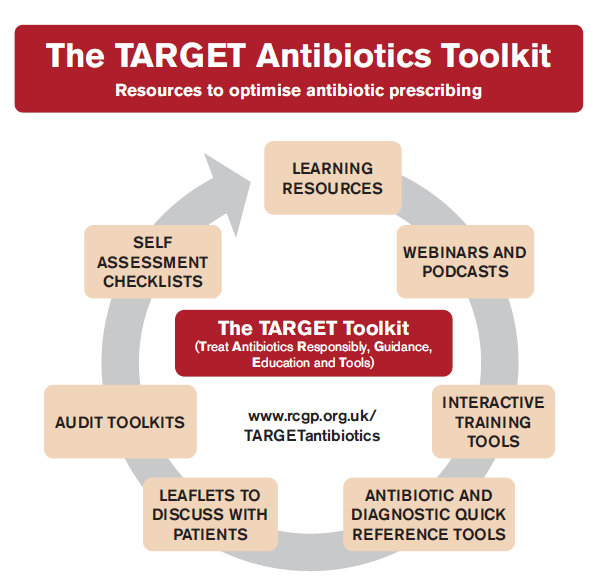 The TARGET Antibiotics Toolkit
Resources to optimise antibiotic prescribing
LEARNING
RESOURCES
WEBINARS AND
PODCASTS
INTERACTIVE
TRAINING
TOOLS
ANTIBIOTIC AND
DIAGNOSTIC QUICK
REFERENCE TOOLS
LEAFLETS TO
DISCUSS WITH
PATIENTS
AUDIT TOOLKITS
SELF
ASSESSMENT
CHECKLISTS
The TARGET Toolkit
(Treat Antibiotics Responsibly, Guidance,
Education and Tools)
www.rcgp.org.uk/
TARGETantibiotics